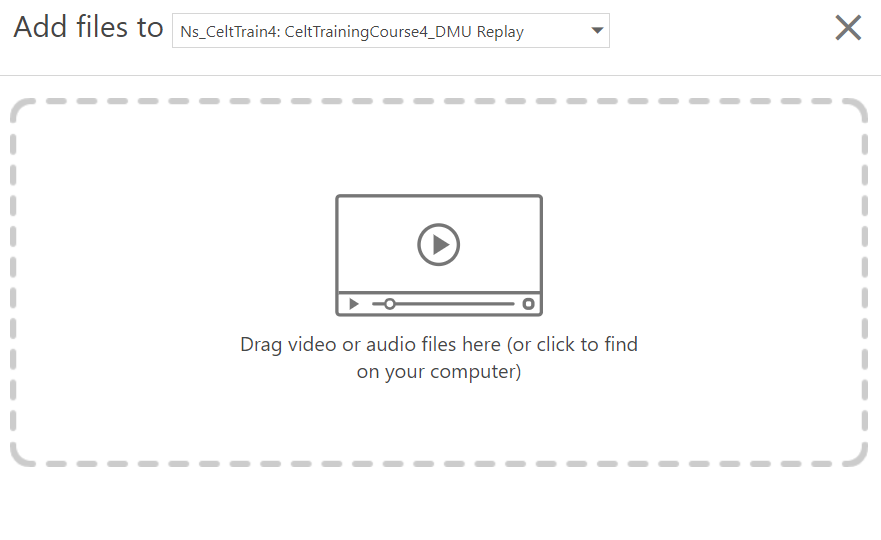 Add files to Ns_CeltTrain4: CeltTrainingCourse4_DMU Replay
Drag video or audio files here (or click to find
on your computer)